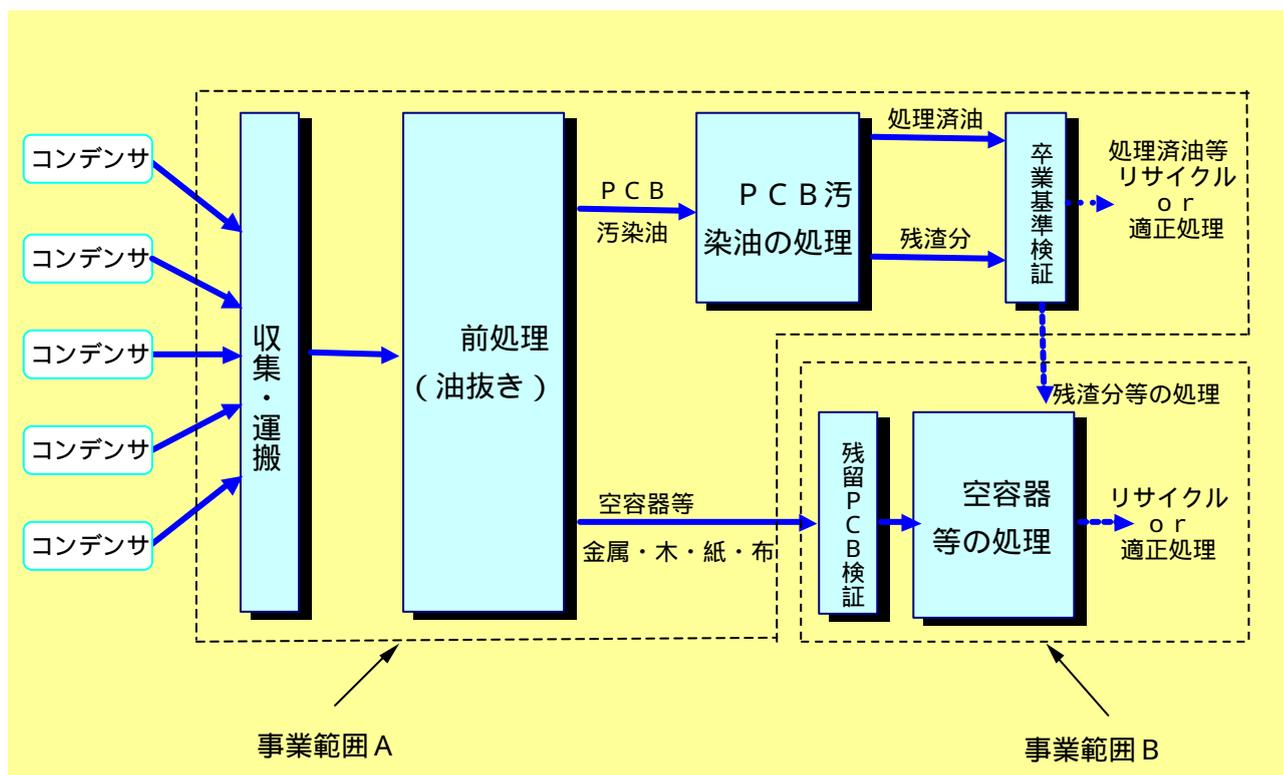 コンデンサ
コンデンサ
コンデンサ
コンデンサ
コンデンサ
収集・運搬
前処理
（油抜き）
ＰＣＢ
汚染油
ＰＣＢ汚
染油の処理
処理済油
残渣分
卒業基準検証
処理済油等
リサイクル
ｏｒ
適正処理
残渣分等の処理
空容器等
金属・木・紙・布
残留ＰＣＢ検証
空容器
等の処理
リサイクル
ｏｒ
適正処理
事業範囲Ａ
事業範囲Ｂ